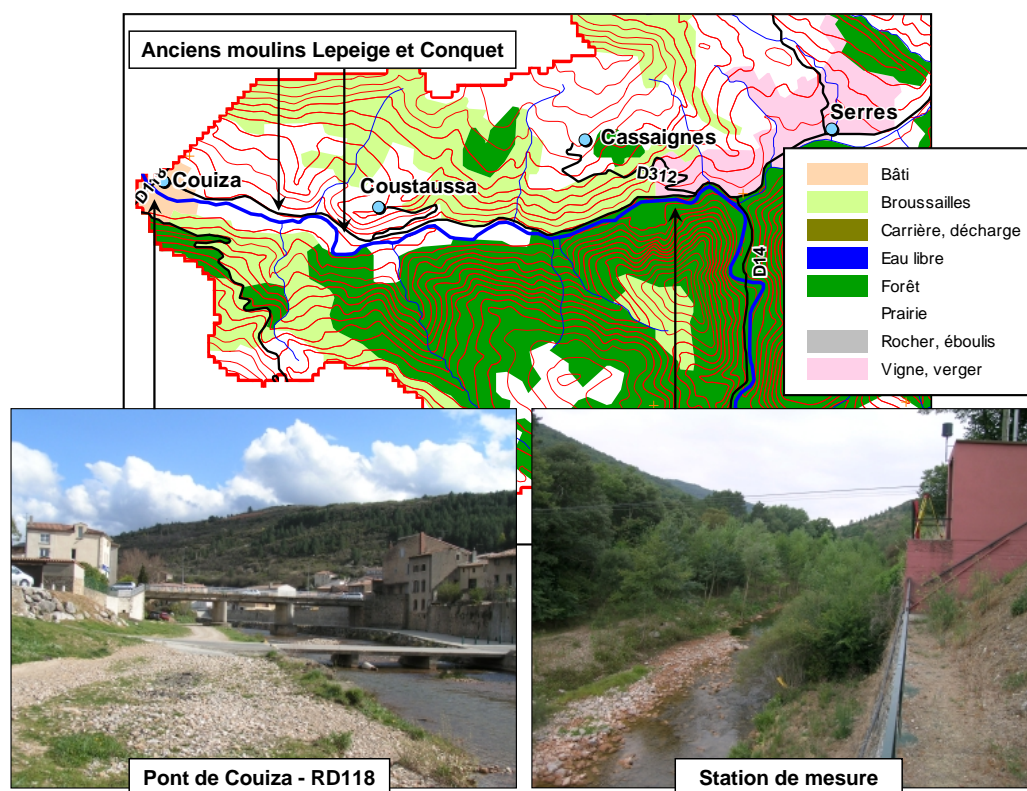 Anciens moulins Lepeige et Conquet
Serres
Cassaignes
D312
Couiza
Coustaussa
D14
Bâti
Broussailles
Carrière, décharge
Eau libre
Forêt
Prairie
Rocher, éboulis
Vigne, verger
Pont de Couiza - RD118
Station de mesure